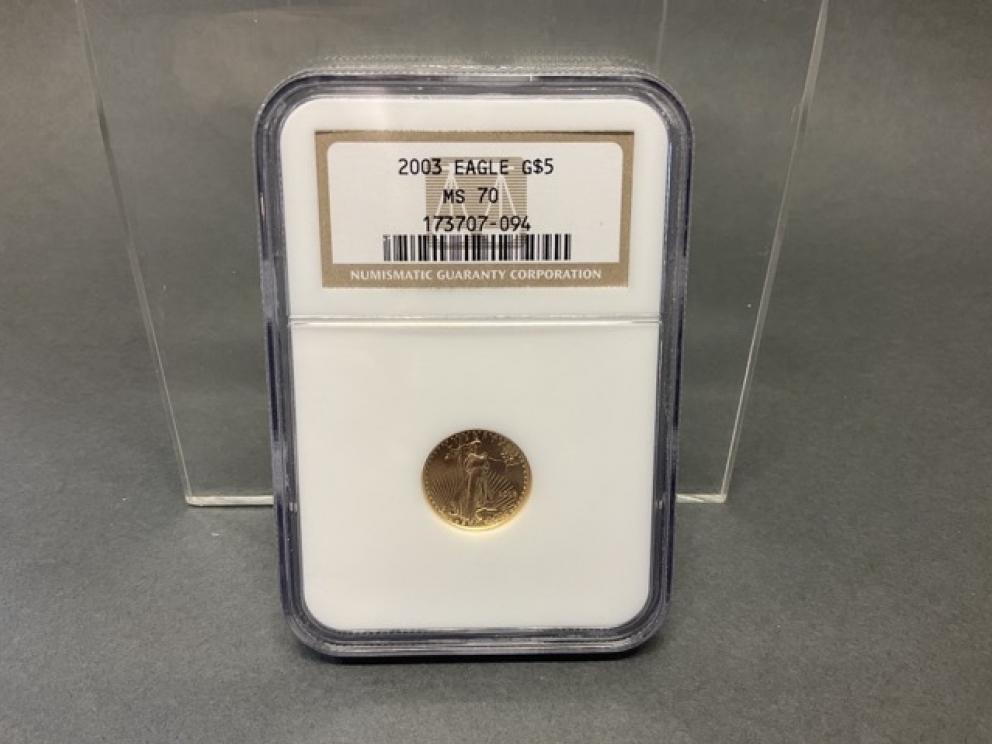 2003 EAGLE G$5
MS 70
173707-094
NUMISMATIC GUARANTY CORPORATION